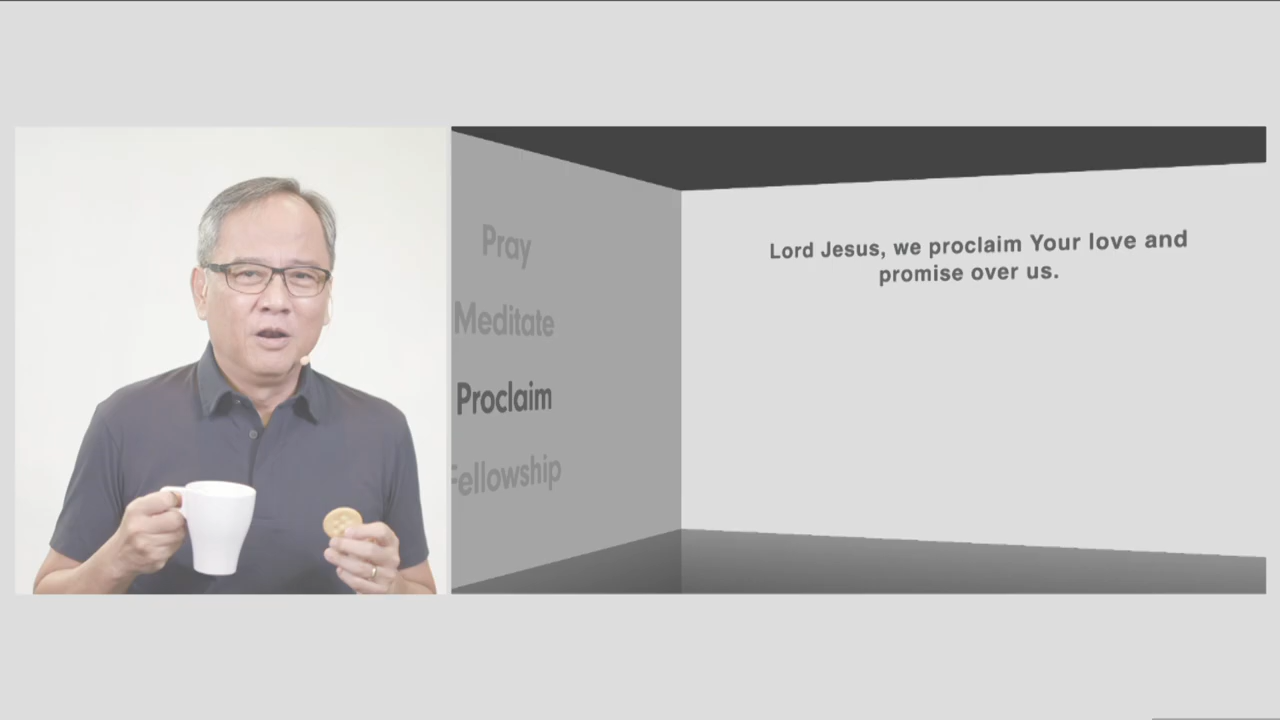 Pray
Meditate
Proclaim
Fellowship
Lord Jesus, we proclaim Your love and
promise over us.